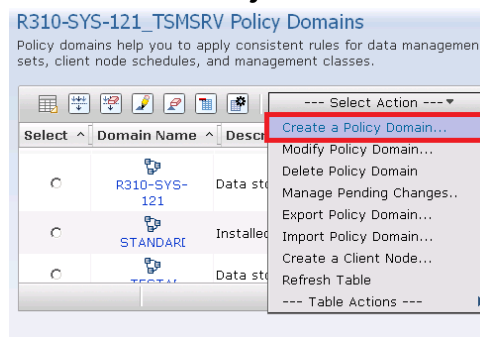 R310-SYS-121_TSMSRV Policy Domains
Policy domains help you to apply consistent rules for data managemen
sets, client node schedules, and management classes.
--- Select Action ---
Select ^ Domain Name ^ Descr
Create a Policy Domain...
Modify Policy Domain...
Delete Policy Domain
R310-SYS-
121
Data sto
Manage Pending Changes..
Export Policy Domain...
STANDARD
Installed
Import Policy Domain...
Create a Client Node...
Data sto
Refresh Table
--- Table Actions ---